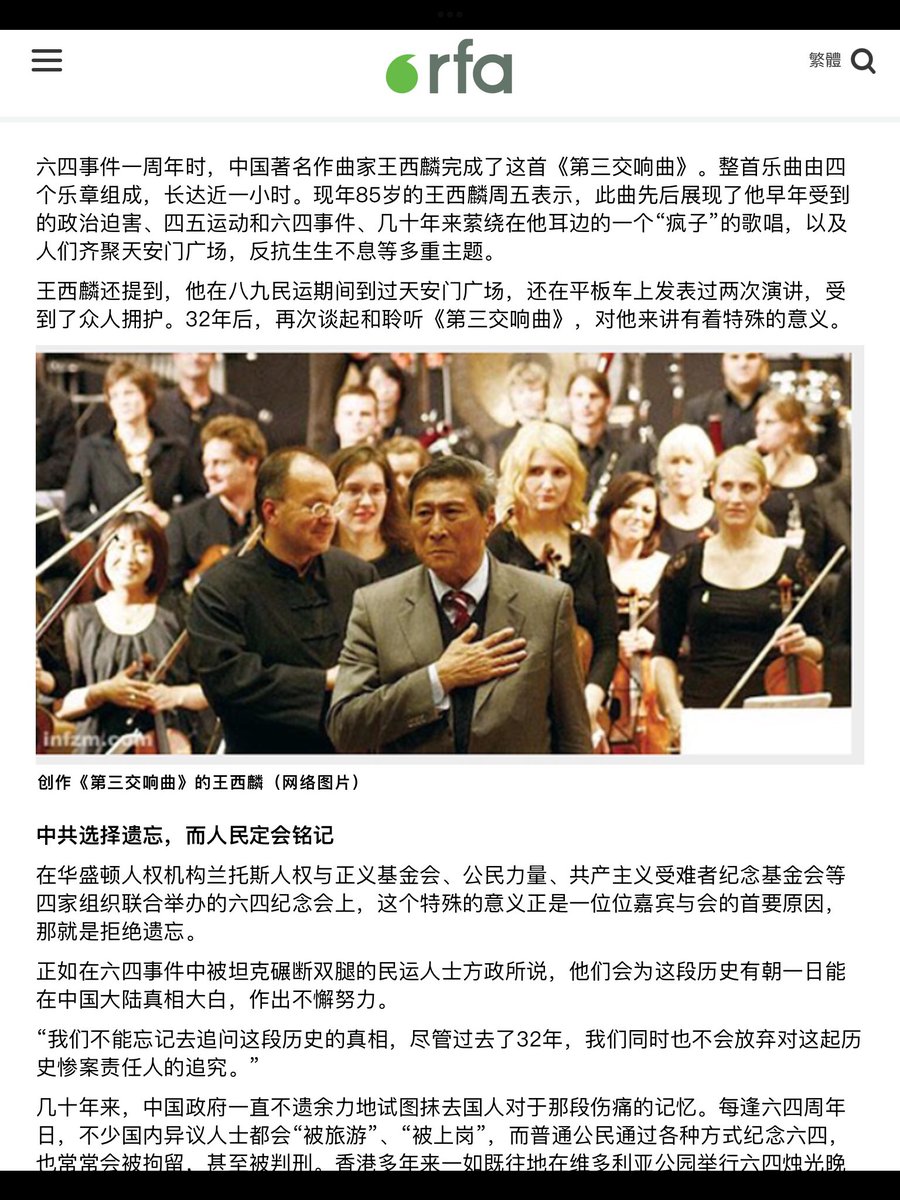 rfa
繁體
六四事件一周年时，中国著名作曲家王西麟完成了这首《第三交响曲》。整首乐曲由四
个乐章组成，长达近一小时。现年85岁的王西麟周五表示，此曲先后展现了他早年受到
的政治迫害、四五运动和六四事件、几十年来萦绕在他耳边的一个“疯子”的歌唱，以及
人们齐聚天安门广场，反抗生生不息等多重主题。
王西麟还提到，他在八九民运期间到过天安门广场，还在平板车上发表过两次演讲，受
到了众人拥护。32年后，再次谈起和聆听《第三交响曲》，对他来讲有着特殊的意义。
infzm.com
创作《第三交响曲》的王西麟（网络图片）
中共选择遗忘，而人民定会铭记
在华盛顿人权机构兰托斯人权与正义基金会、公民力量、共产主义受难者纪念基金会等
四家组织联合举办的六四纪念会上，这个特殊的意义正是一位位嘉宾与会的首要原因，
那就是拒绝遗忘。
正如在六四事件中被坦克碾断双腿的民运人士方政所说，他们会为这段历史有朝一日能
在中国大陆真相大白，作出不懈努力。
“我们不能忘记去追问这段历史的真相，尽管过去了32年，我们同时也不会放弃对这起历
史惨案责任人的追究。”
几十年来，中国政府一直不遗余力地试图抹去国人对于那段伤痛的记忆。每逢六四周年
日，不少国内异议人士都会“被旅游”、“被上岗”，而普通公民通过各种方式纪念六四，
也常常会被拘留，甚至被判刑。香港多年来一如既往地在维多利亚公园举行六四烛光晚